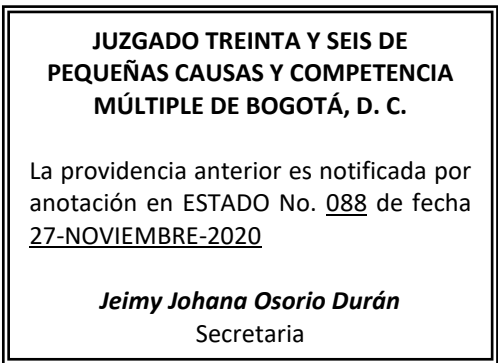 JUZGADO TREINTA Y SEIS DE
PEQUEÑAS CAUSAS Y COMPETENCIA
MÚLTIPLE DE BOGOTÁ, D. C.
La providencia anterior es notificada por
anotación en ESTADO No. 088 de fecha
27-NOVIEMBRE-2020
Jeimy Johana Osorio Durán
Secretaria